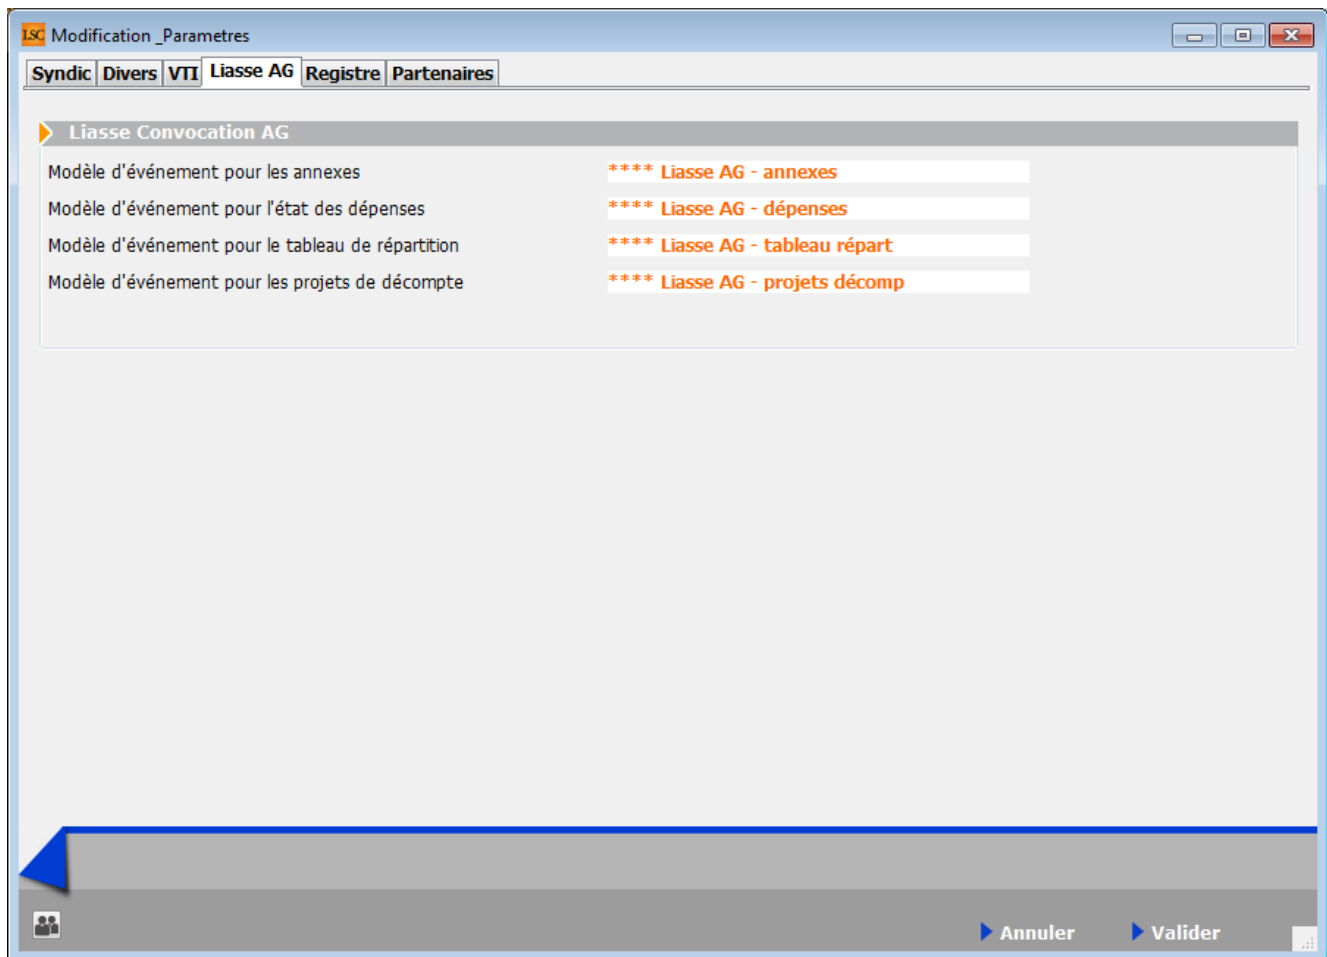 LSC Modification _Parametres
Syndic Divers VTI Liasse AG Registre Partenaires
Liasse Convocation AG
Modèle d'événement pour les annexes **** Liasse AG - annexes
Modèle d'événement pour l'état des dépenses **** Liasse AG - dépenses
Modèle d'événement pour le tableau de répartition **** Liasse AG - tableau répart
Modèle d'événement pour les projets de décompte **** Liasse AG - projets décomp
Annuler Valider